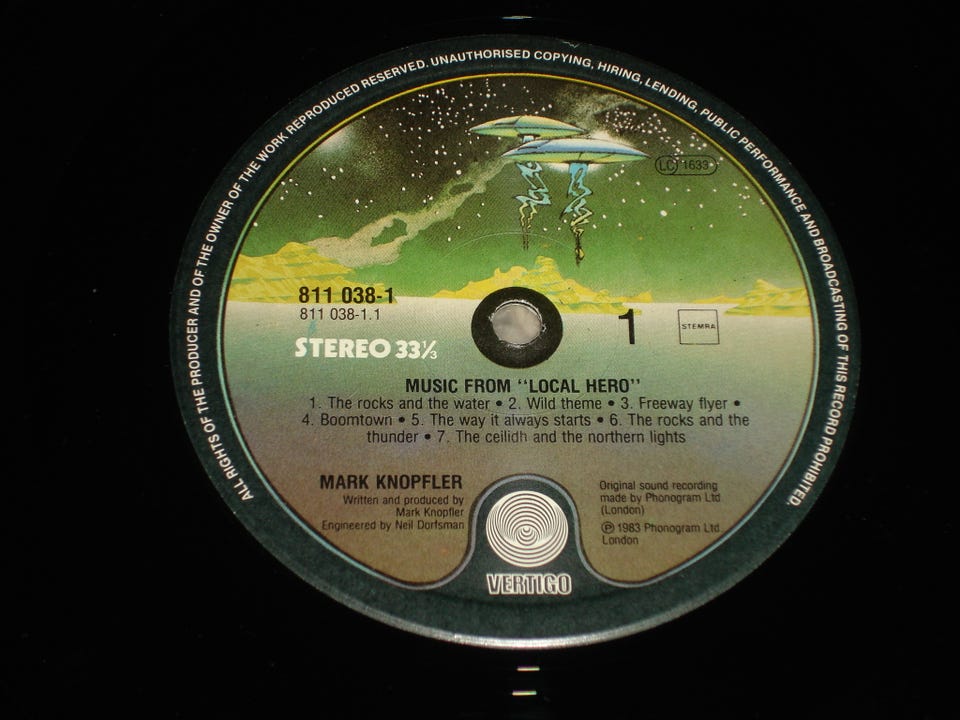 ALL RIGHTS OF THE PRODUCER AND OF THE OWNER OF THE WORK REPRODUCED RESERVED. UNAUTHORISED COPYING, HIRING, LENDING, PUBLIC PERFORMANCE AND BROADCASTING OF THIS RECORD PROHIBITED.
LC 1633
811 038-1
811 038-1.1
STEREO 33⅓
1
STEMRA
MUSIC FROM "LOCAL HERO"
1. The rocks and the water • 2. Wild theme • 3. Freeway flyer •
4. Boomtown • 5. The way it always starts • 6. The rocks and the
thunder • 7. The ceilidh and the northern lights
MARK KNOPFLER
Written and produced by
Mark Knopfler
Engineered by Neil Dorfsman
Original sound recording
made by Phonogram Ltd
(London)
℗ 1983 Phonogram Ltd
London
VERTIGO